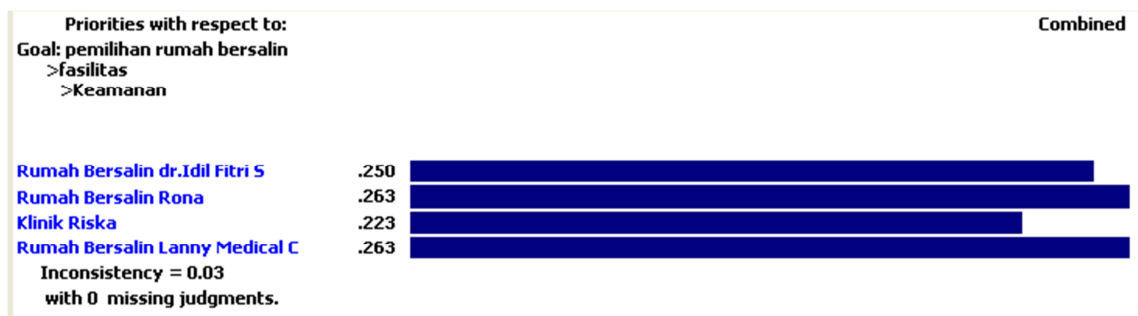 Priorities with respect to: Combined
Goal: pemilihan rumah bersalin
>fasilitas
>Keamanan
Rumah Bersalin dr.Idil Fitri S .250
Rumah Bersalin Rona .263
Klinik Riska .223
Rumah Bersalin Lanny Medical C .263
Inconsistency = 0.03
with 0 missing judgments.